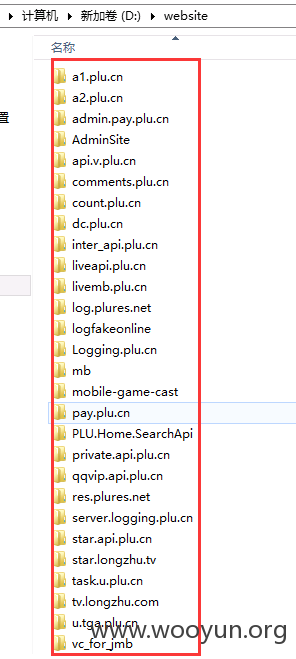 计算机 ▸ 新加卷 (D:) ▸ website
名称
置
a1.plu.cn
a2.plu.cn
admin.pay.plu.cn
AdminSite
api.v.plu.cn
comments.plu.cn
count.plu.cn
dc.plu.cn
inter_api.plu.cn
liveapi.plu.cn
livemb.plu.cn
log.plures.net
logfakeonline
Logging.plu.cn
mb
mobile-game-cast
pay.plu.cn
PLU.Home.SearchApi
private.api.plu.cn
qqvip.api.plu.cn
res.plures.net
server.logging.plu.cn
star.api.plu.cn
star.longzhu.tv
task.u.plu.cn
tv.longzhu.com
u.tga.plu.cn
vc_for_jmb
www.wooyun.org